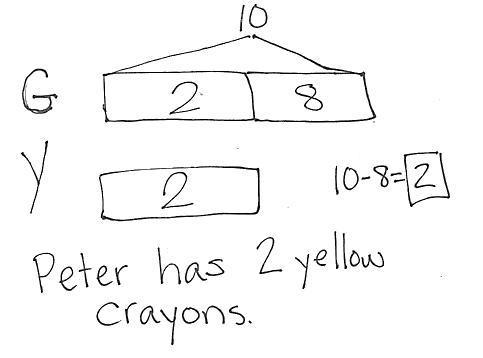 10
G 2 8
Y 2 10-8=2
Peter has 2 yellow
crayons.